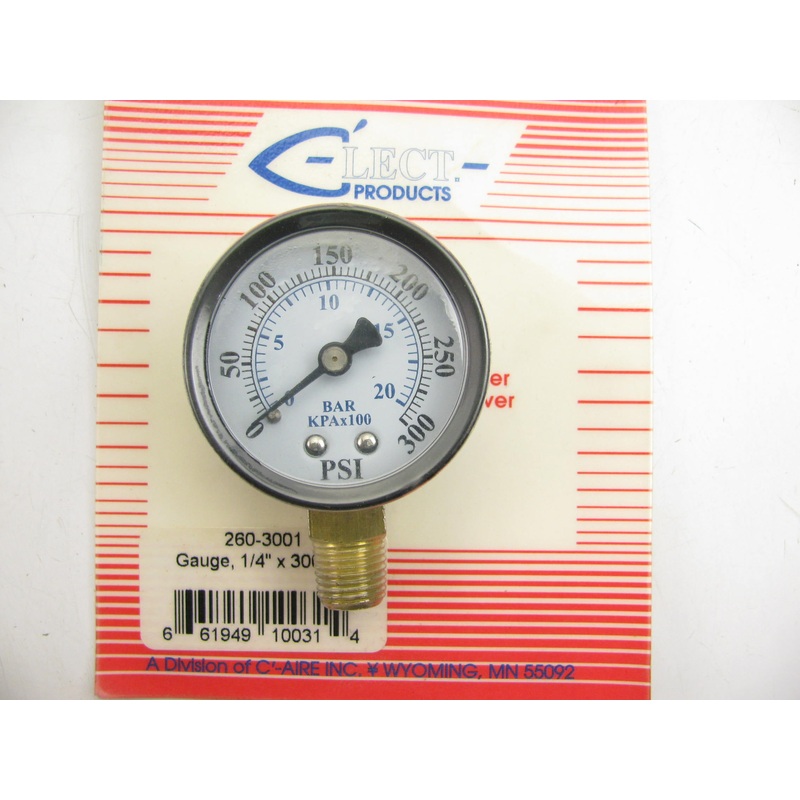 C'-LECT.-
PRODUCTS
150
100 200
10
5 15
50 250
0 20
BAR
KPAx100
0 300
PSI
er
ver
260-3001
Gauge, 1/4" x 300
6 61949 10031 4
A Division of C'-AIRE INC. ¥ WYOMING, MN 55092